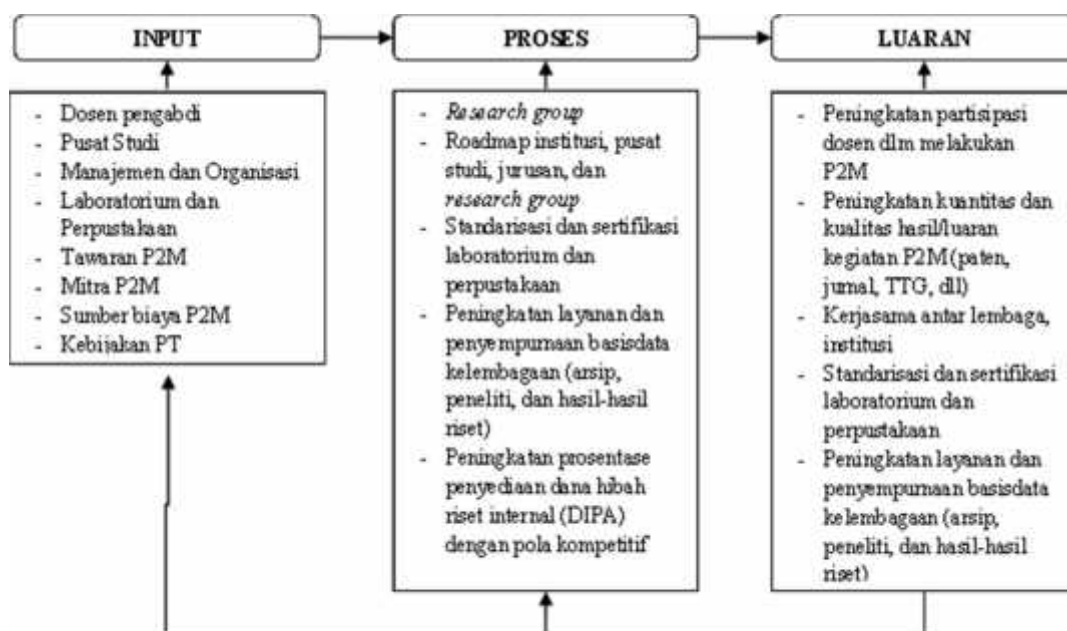 INPUT
- Dosen pengabdi
- Pusat Studi
- Manajemen dan Organisasi
- Laboratorium dan
Perpustakaan
- Tawaran P2M
- Mitra P2M
- Sumber biaya P2M
- Kebijakan PT
PROSES
- Research group
- Roadmap institusi, pusat
studi, jurusan, dan
research group
- Standarisasi dan sertifikasi
laboratorium dan
perpustakaan
- Peningkatan layanan dan
penyempurnaan basisdata
kelembagaan (arsip,
peneliti, dan hasil-hasil
riset)
- Peningkatan prosentase
penyediaan dana hibah
riset internal (DIPA)
dengan pola kompetitif
LUARAN
- Peningkatan partisipasi
dosen dlm melakukan
P2M
- Peningkatan kuantitas dan
kualitas hasil/luaran
kegiatan P2M (paten,
jurnal, TTG, dll)
- Kerjasama antar lembaga,
institusi
- Standarisasi dan sertifikasi
laboratorium dan
perpustakaan
- Peningkatan layanan dan
penyempurnaan basisdata
kelembagaan (arsip,
peneliti, dan hasil-hasil
riset)